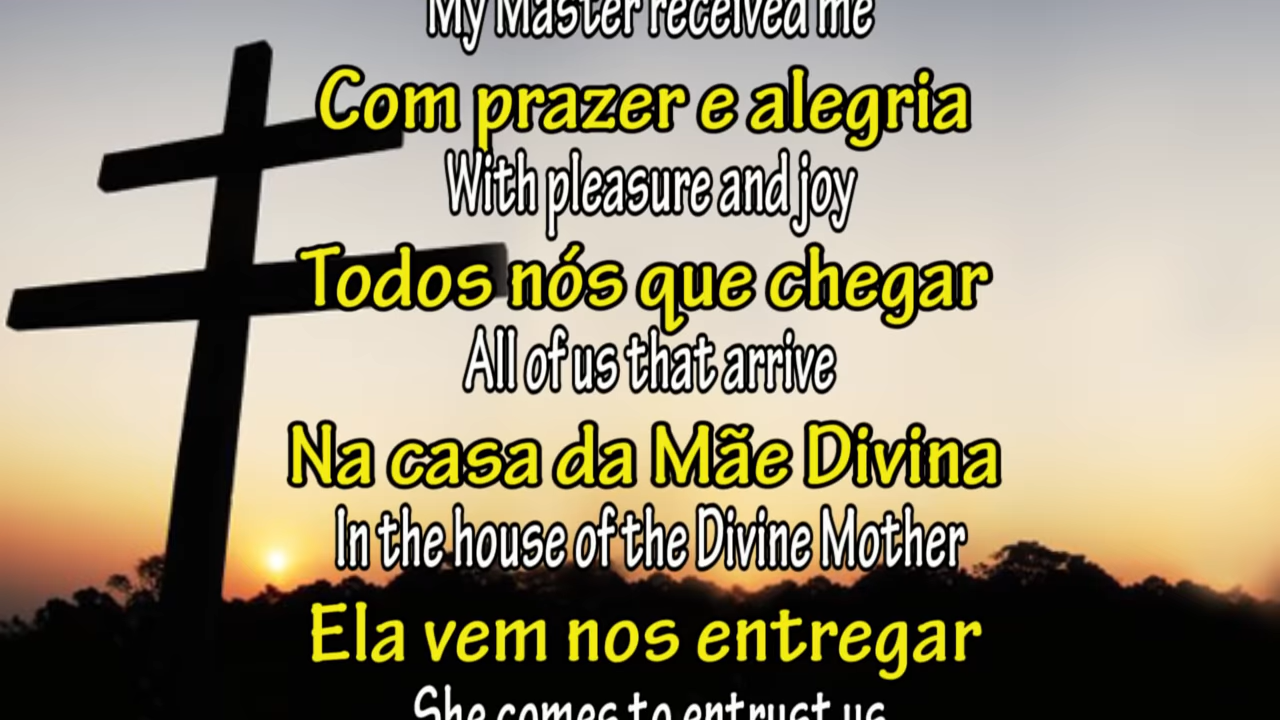 My Master received me
Com prazer e alegria
With pleasure and joy
Todos nós que chegar
All of us that arrive
Na casa da Mãe Divina
In the house of the Divine Mother
Ela vem nos entregar
She comes to entrust us